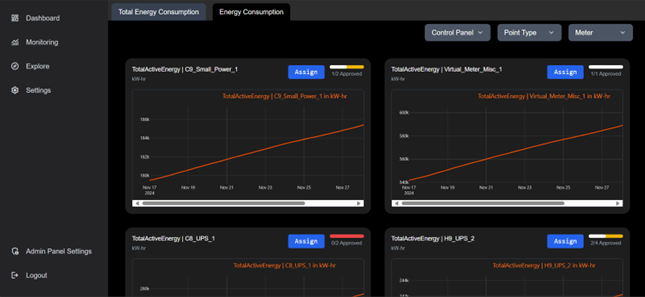 Dashboard
Monitoring
Explore
Settings
Admin Panel Settings
Logout
Total Energy Consumption
Energy Consumption
Control Panel
Point Type
Meter
TotalActiveEnergy | C9_Small_Power_1
kW-hr
Assign
1/2 Approved
TotalActiveEnergy | C9_Small_Power_1 in kW-hr
186k
184k
182k
180k
Nov 17
2024
Nov 19
Nov 21
Nov 23
Nov 25
Nov 27
TotalActiveEnergy | Virtual_Meter_Misc_1
kW-hr
Assign
1/1 Approved
TotalActiveEnergy | Virtual_Meter_Misc_1 in kW-hr
600k
580k
560k
540k
Nov 17
2024
Nov 19
Nov 21
Nov 23
Nov 25
Nov 27
TotalActiveEnergy | C8_UPS_1
kW-hr
Assign
0/2 Approved
TotalActiveEnergy | C8_UPS_1 in kW-hr
TotalActiveEnergy | H9_UPS_2
kW-hr
Assign
2/4 Approved
TotalActiveEnergy | H9_UPS_2 in kW-hr
244k